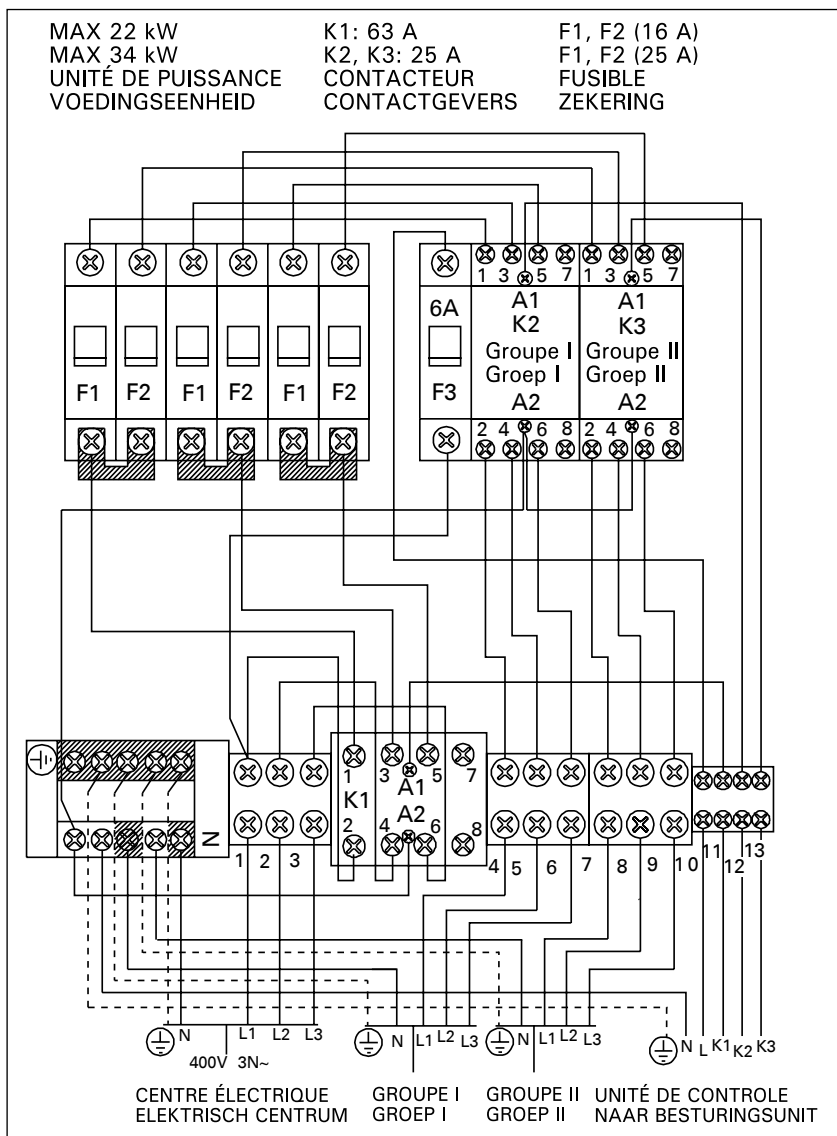 MAX 22 kW K1: 63 A F1, F2 (16 A)
MAX 34 kW K2, K3: 25 A F1, F2 (25 A)
UNITÉ DE PUISSANCE CONTACTEUR FUSIBLE
VOEDINGSEENHEID CONTACTGEVERS ZEKERING
1 3 5 7 1 3 5 7
6A A1 A1
K2 K3
Groupe I Groupe II
F1 F2 F1 F2 F1 F2 F3 Groep I Groep II
A2 A2
2 4 6 8 2 4 6 8
1 3 5 7
K1 A1
A2
N 2 4 6 8
1 2 3 4 5 6 7 8 9 10 11 12 13
N L1 L2 L3 N L1 L2 L3 N L1 L2 L3 N L K1 K2 K3
400V 3N~
CENTRE ÉLECTRIQUE GROUPE I GROUPE II UNITÉ DE CONTROLE
ELEKTRISCH CENTRUM GROEP I GROEP II NAAR BESTURINGSUNIT